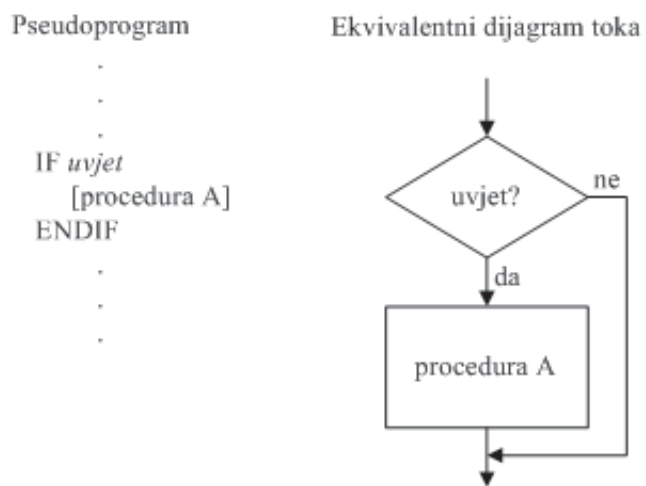 Pseudoprogram
.
.
.
IF uvjet
[procedura A]
ENDIF
.
.
.
Ekvivalentni dijagram toka
uvjet?
ne
da
procedura A